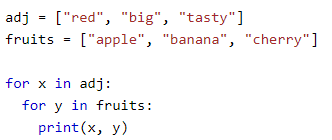 adj = ["red", "big", "tasty"]
fruits = ["apple", "banana", "cherry"]
for x in adj:
  for y in fruits:
    print(x, y)